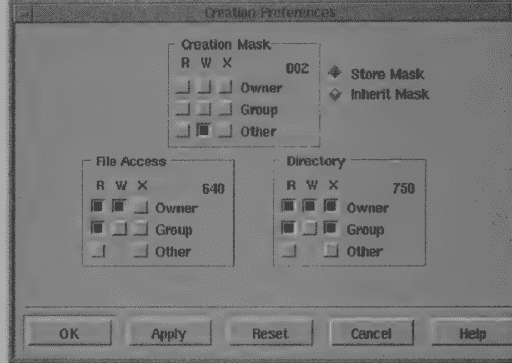 Creation Preferences
Creation Mask
R W X
002
Owner
Group
Other
Store Mask
Inherit Mask
File Access
R W X
640
Owner
Group
Other
Directory
R W X
750
Owner
Group
Other
OK Apply Reset Cancel Help